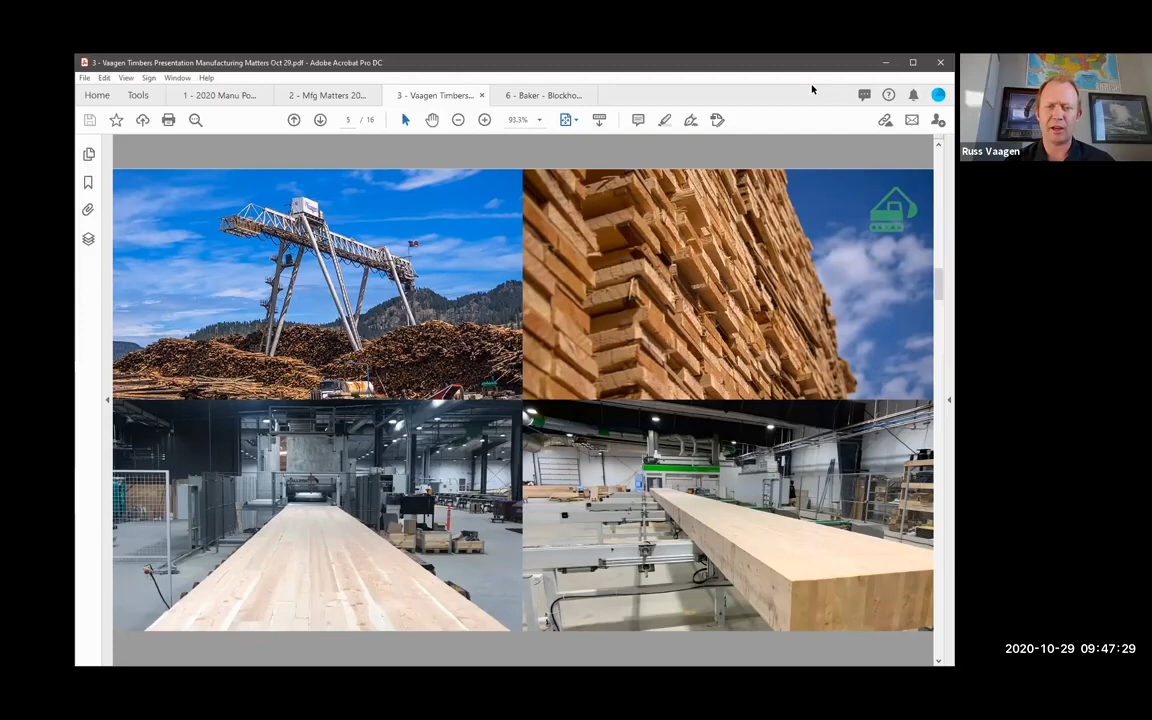 3 - Vaagen Timbers Presentation Manufacturing Matters Oct 29.pdf - Adobe Acrobat Pro DC
File Edit View Sign Window Help
Home Tools 1 - 2020 Manu Po... 2 - Mfg Matters 20... 3 - Vaagen Timbers... × 6 - Baker - Blockho...
5 / 16 93.3%
Russ Vaagen
2020-10-29 09:47:29